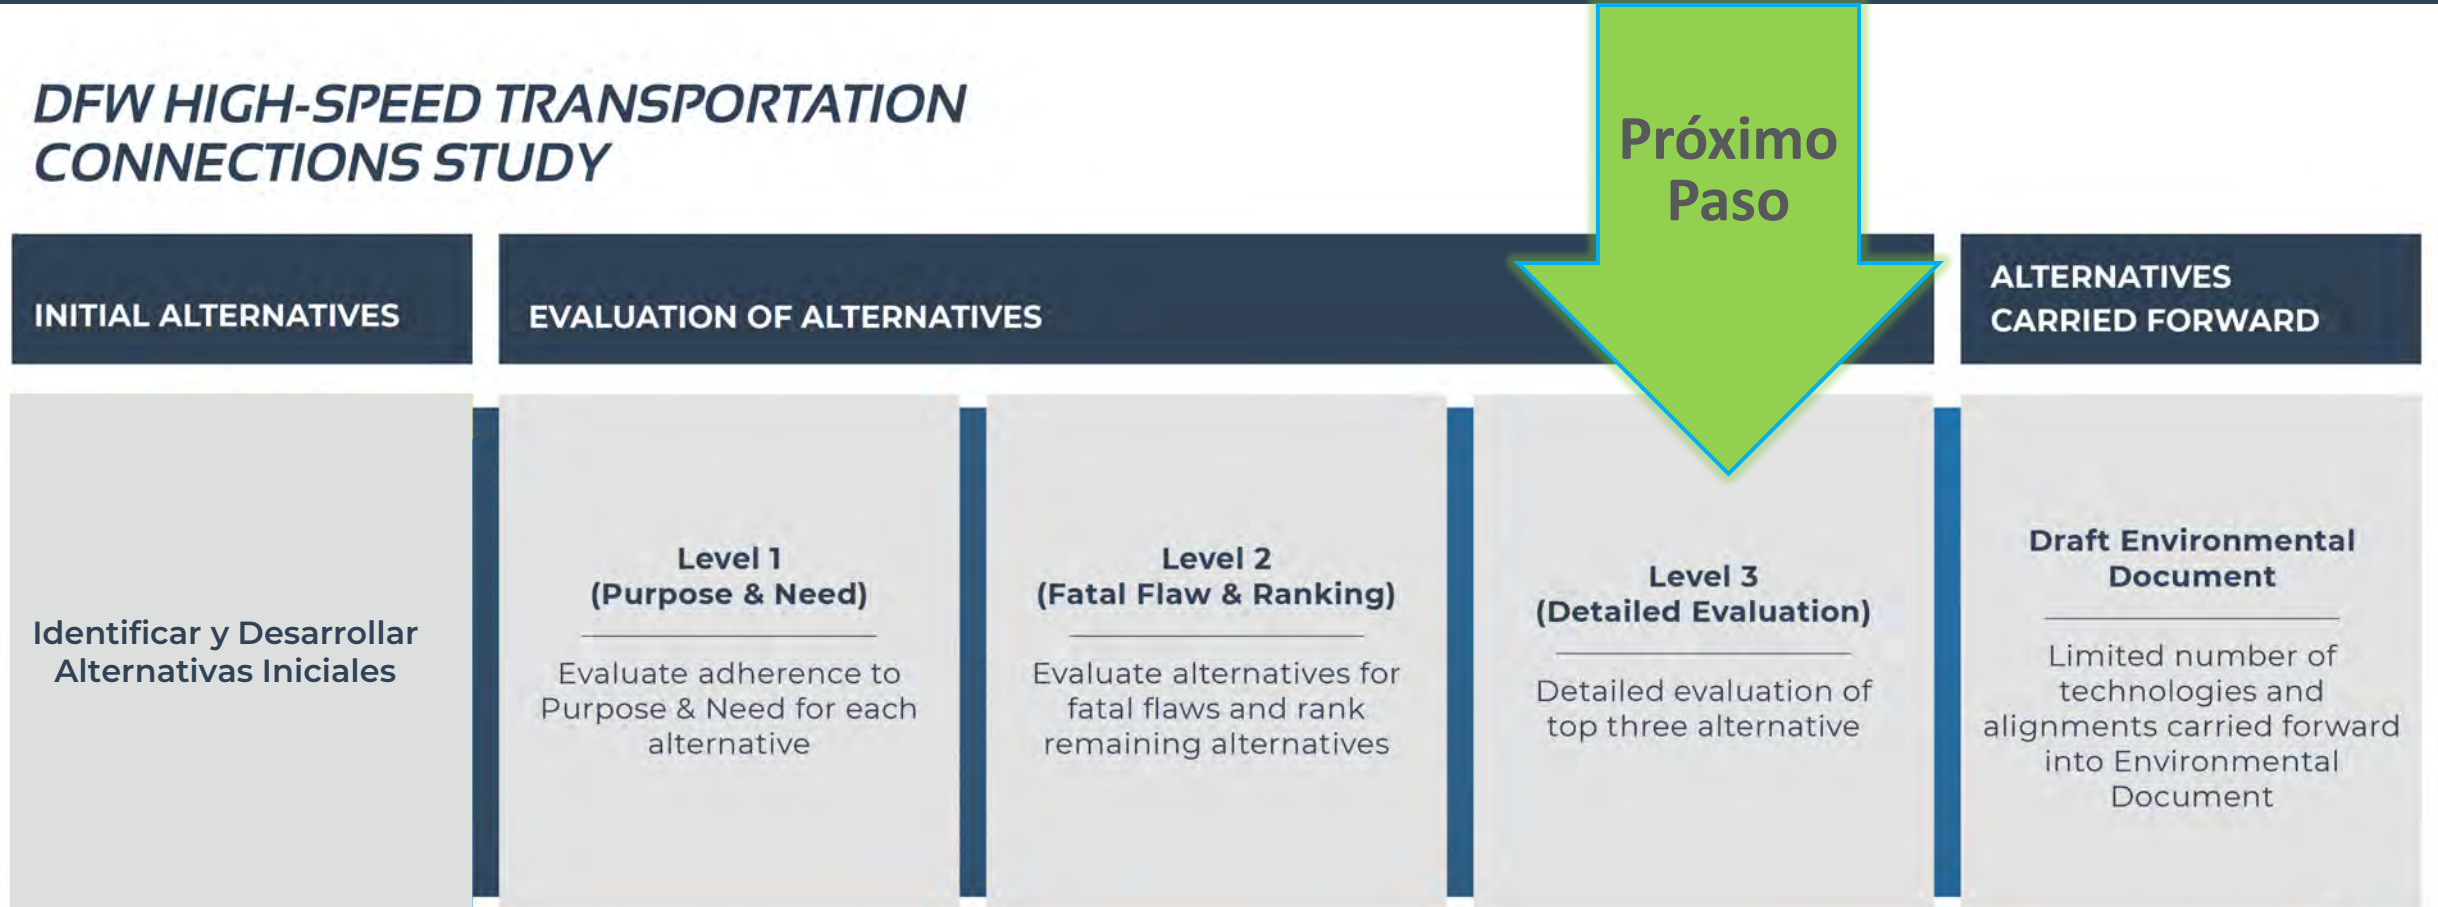 DFW HIGH-SPEED TRANSPORTATION
CONNECTIONS STUDY
Próximo
Paso
INITIAL ALTERNATIVES
EVALUATION OF ALTERNATIVES
ALTERNATIVES
CARRIED FORWARD
Identificar y Desarrollar
Alternativas Iniciales
Level 1
(Purpose & Need)
Evaluate adherence to
Purpose & Need for each
alternative
Level 2
(Fatal Flaw & Ranking)
Evaluate alternatives for
fatal flaws and rank
remaining alternatives
Level 3
(Detailed Evaluation)
Detailed evaluation of
top three alternative
Draft Environmental
Document
Limited number of
technologies and
alignments carried forward
into Environmental
Document